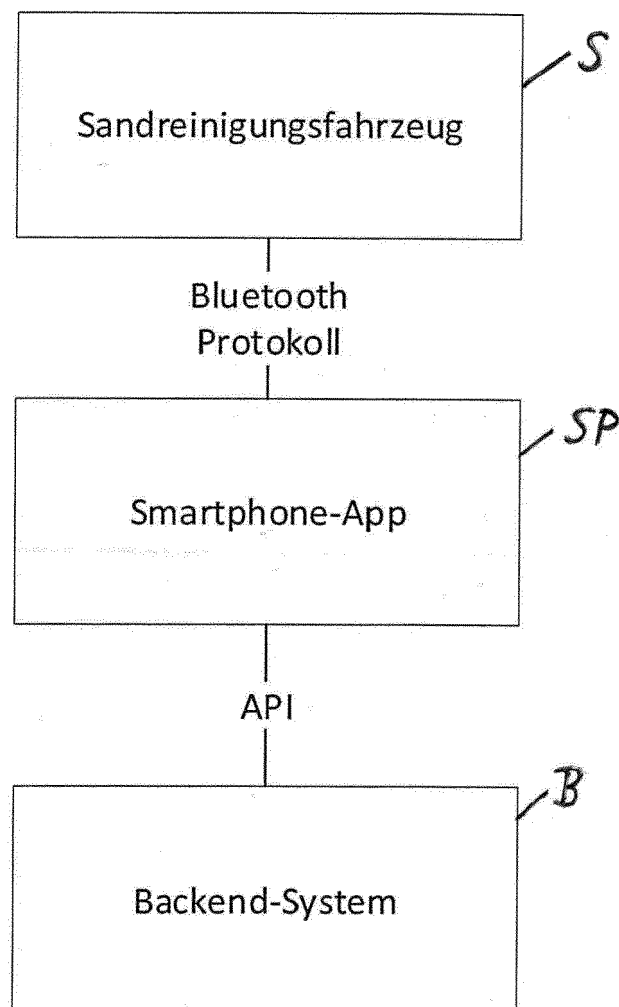 S
Sandreinigungsfahrzeug
Bluetooth
Protokoll
SP
Smartphone-App
API
B
Backend-System